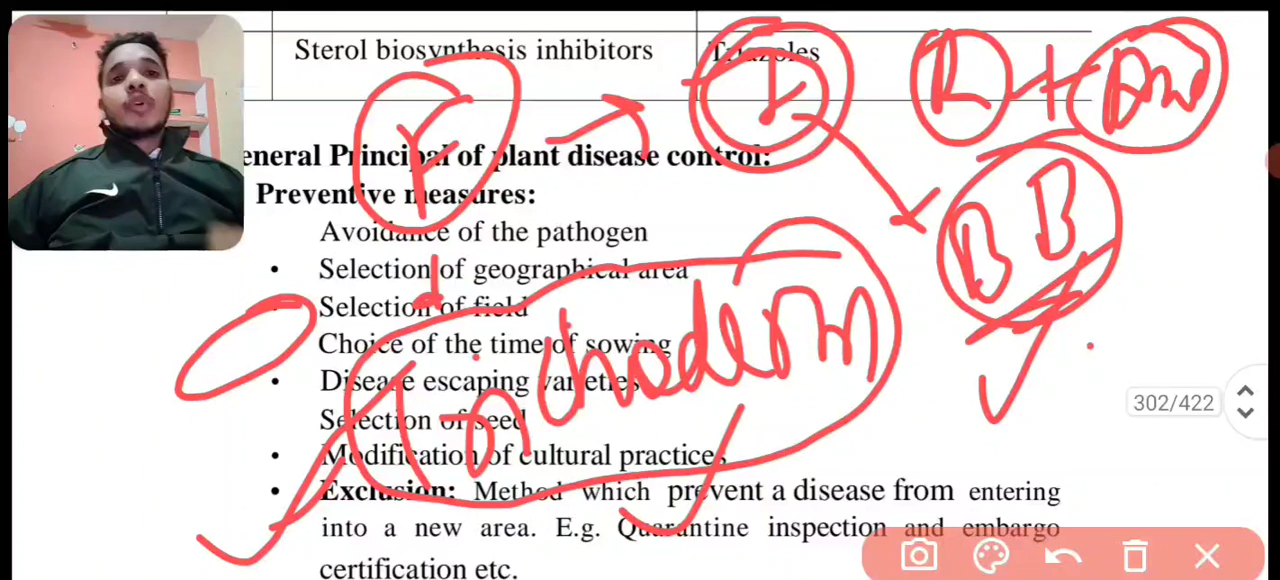 Sterol biosynthesis inhibitors Triazoles
F I R + And
eneral Principal of plant disease control:
Preventive measures:
B B
Avoidance of the pathogen
• Selection of geographical area
Selection of field
Trichoderm
Choice of the time of sowing
• Disease escaping varieties
302/422
Selection of seed
• Modification of cultural practices
• Exclusion: Method which prevent a disease from entering
into a new area. E.g. Quarantine inspection and embargo
certification etc.